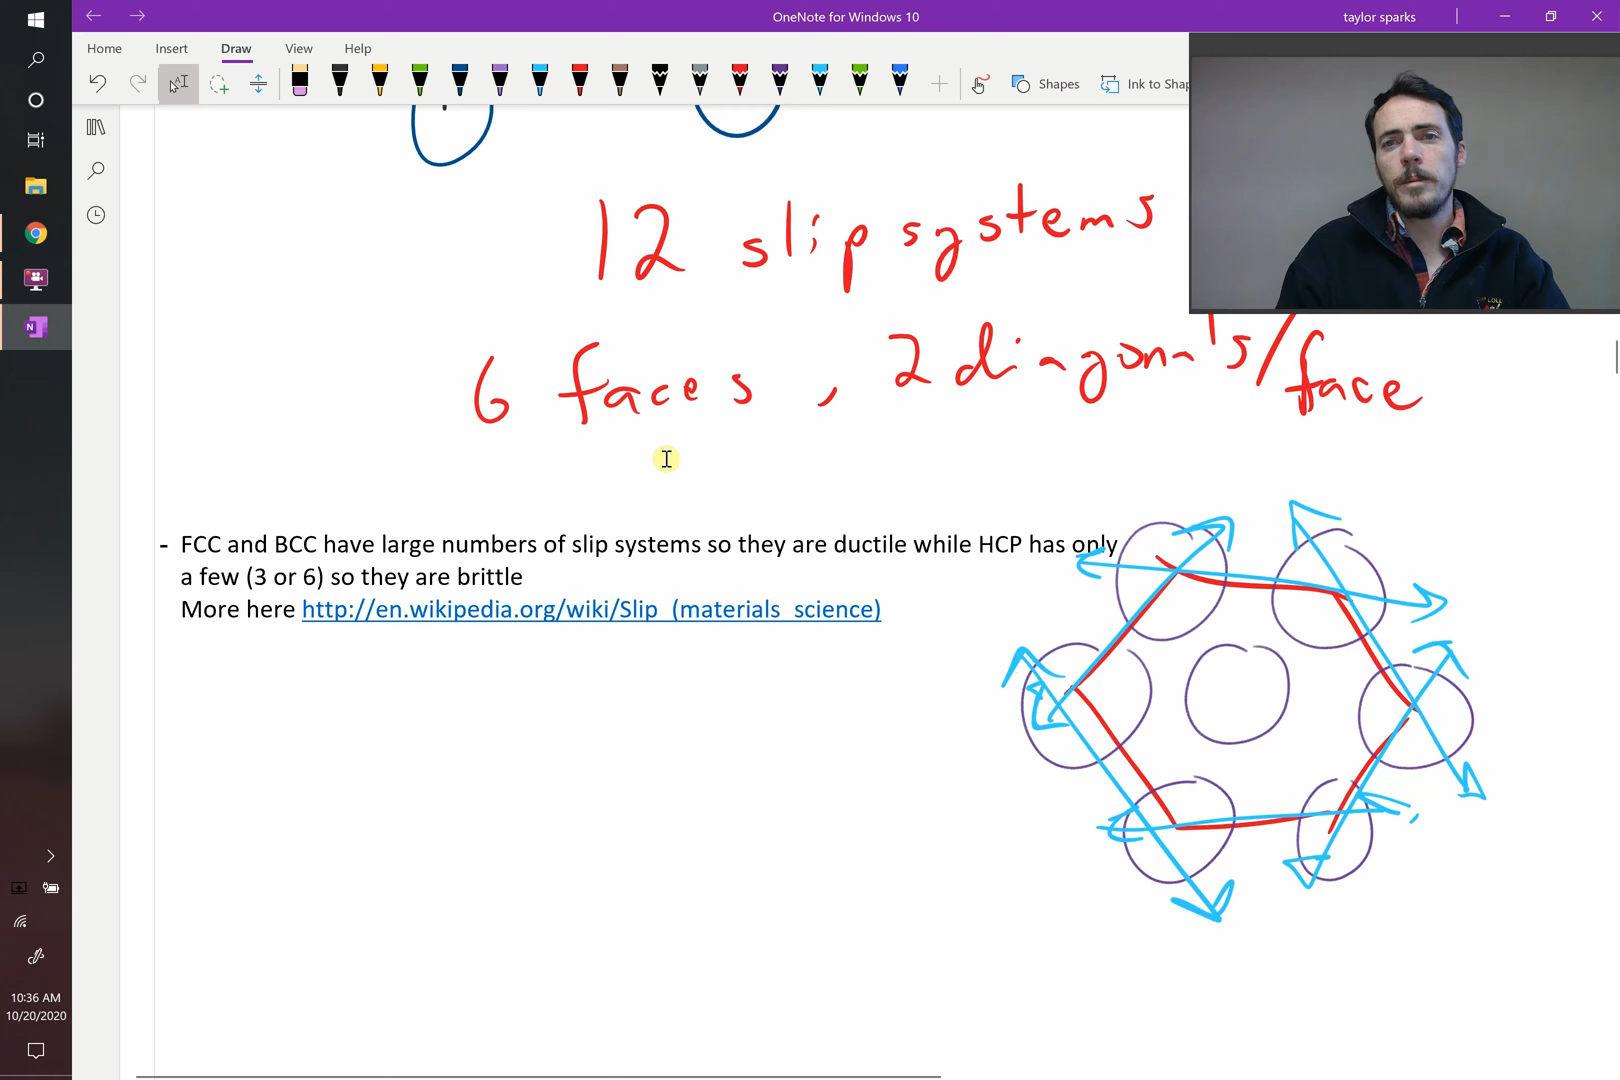 OneNote for Windows 10
taylor sparks
Home Insert Draw View Help
Shapes
Ink to Shap
12 slip systems
6 faces , 2 diagonals/face
- FCC and BCC have large numbers of slip systems so they are ductile while HCP has only
a few (3 or 6) so they are brittle
More here http://en.wikipedia.org/wiki/Slip_(materials_science)
10:36 AM
10/20/2020